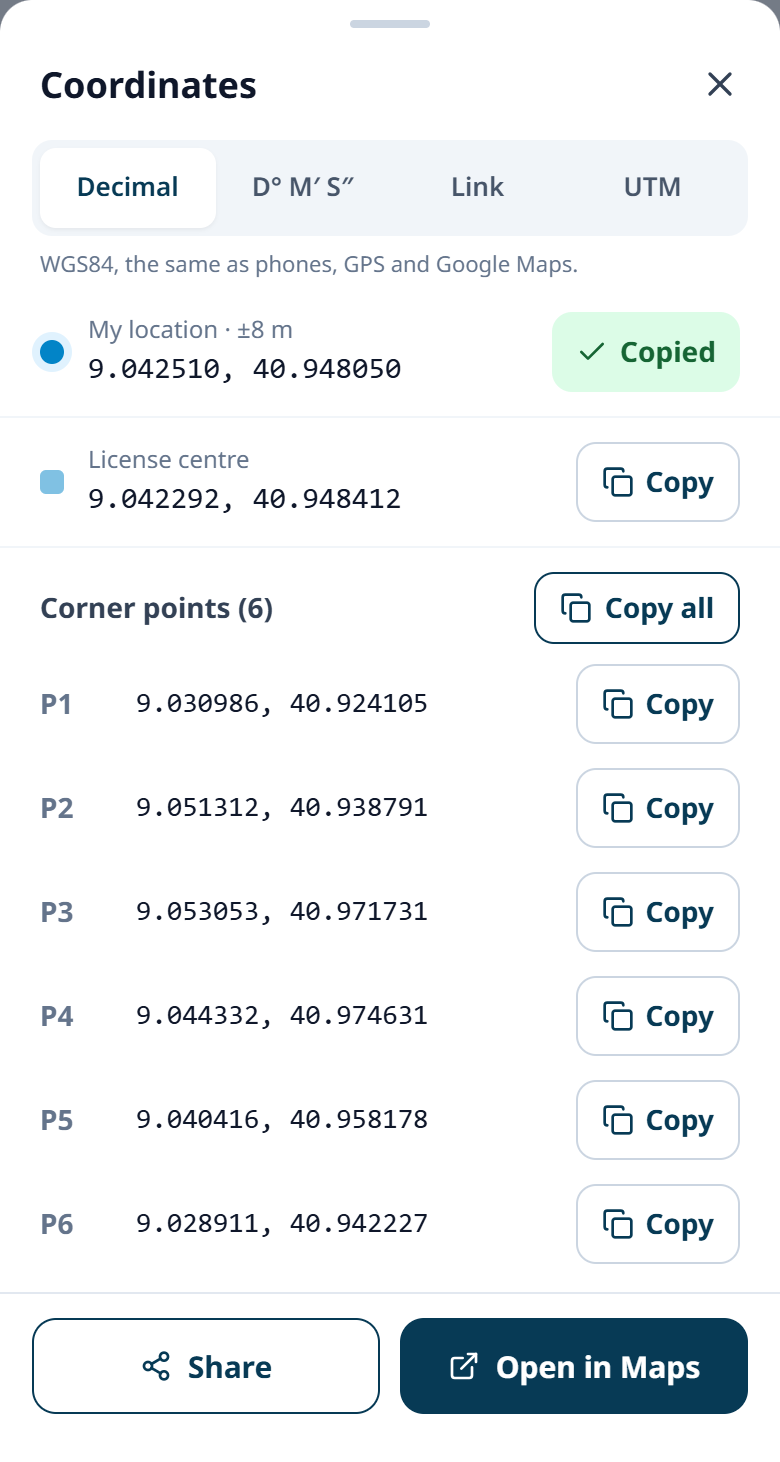 Coordinates
Decimal D° M′ S″ Link UTM
WGS84, the same as phones, GPS and Google Maps.
My location · ±8 m
9.042510, 40.948050 Copied
License centre
9.042292, 40.948412 Copy
Corner points (6) Copy all
P1 9.030986, 40.924105 Copy
P2 9.051312, 40.938791 Copy
P3 9.053053, 40.971731 Copy
P4 9.044332, 40.974631 Copy
P5 9.040416, 40.958178 Copy
P6 9.028911, 40.942227 Copy
Share Open in Maps